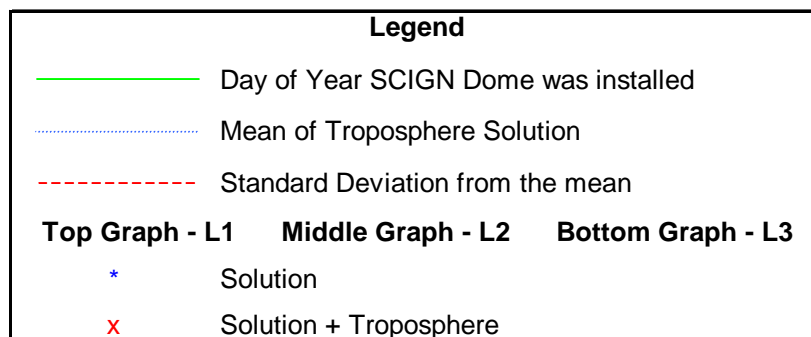 Legend
Day of Year SCIGN Dome was installed
Mean of Troposphere Solution
Standard Deviation from the mean
Top Graph - L1 Middle Graph - L2 Bottom Graph - L3
* Solution
x Solution + Troposphere